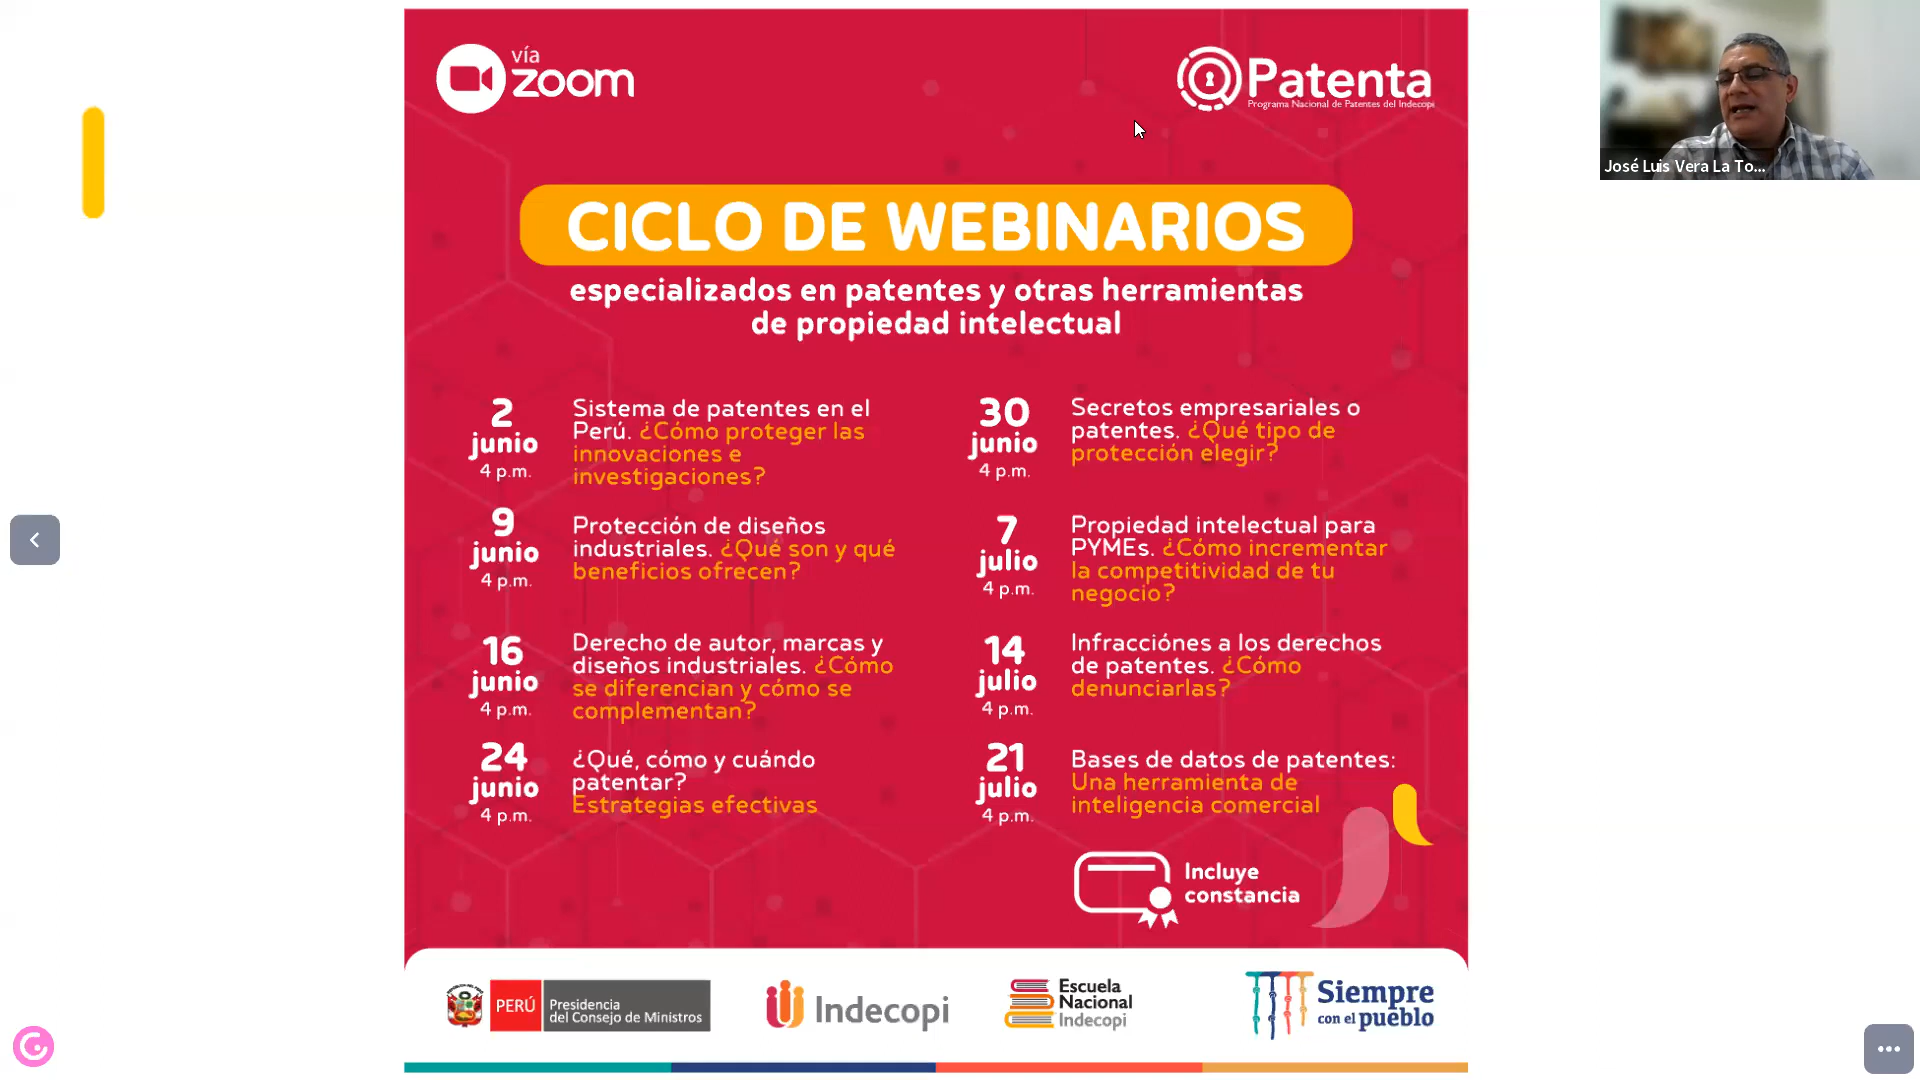 vía
zoom
Patenta
Programa Nacional de Patentes del Indecopi
José Luis Vera La To...
CICLO DE WEBINARIOS
especializados en patentes y otras herramientas
de propiedad intelectual
2
junio
4 p.m.
Sistema de patentes en el
Perú. ¿Cómo proteger las
innovaciones e
investigaciones?
9
junio
4 p.m.
Protección de diseños
industriales. ¿Qué son y qué
beneficios ofrecen?
16
junio
4 p.m.
Derecho de autor, marcas y
diseños industriales. ¿Cómo
se diferencian y cómo se
complementan?
24
junio
4 p.m.
¿Qué, cómo y cuándo
patentar?
Estrategias efectivas
30
junio
4 p.m.
Secretos empresariales o
patentes. ¿Qué tipo de
protección elegir?
7
julio
4 p.m.
Propiedad intelectual para
PYMEs. ¿Cómo incrementar
la competitividad de tu
negocio?
14
julio
4 p.m.
Infracciónes a los derechos
de patentes. ¿Cómo
denunciarlas?
21
julio
4 p.m.
Bases de datos de patentes:
Una herramienta de
inteligencia comercial
Incluye
constancia
PERÚ
Presidencia
del Consejo de Ministros
Indecopi
Escuela
Nacional
Indecopi
Siempre
con el pueblo